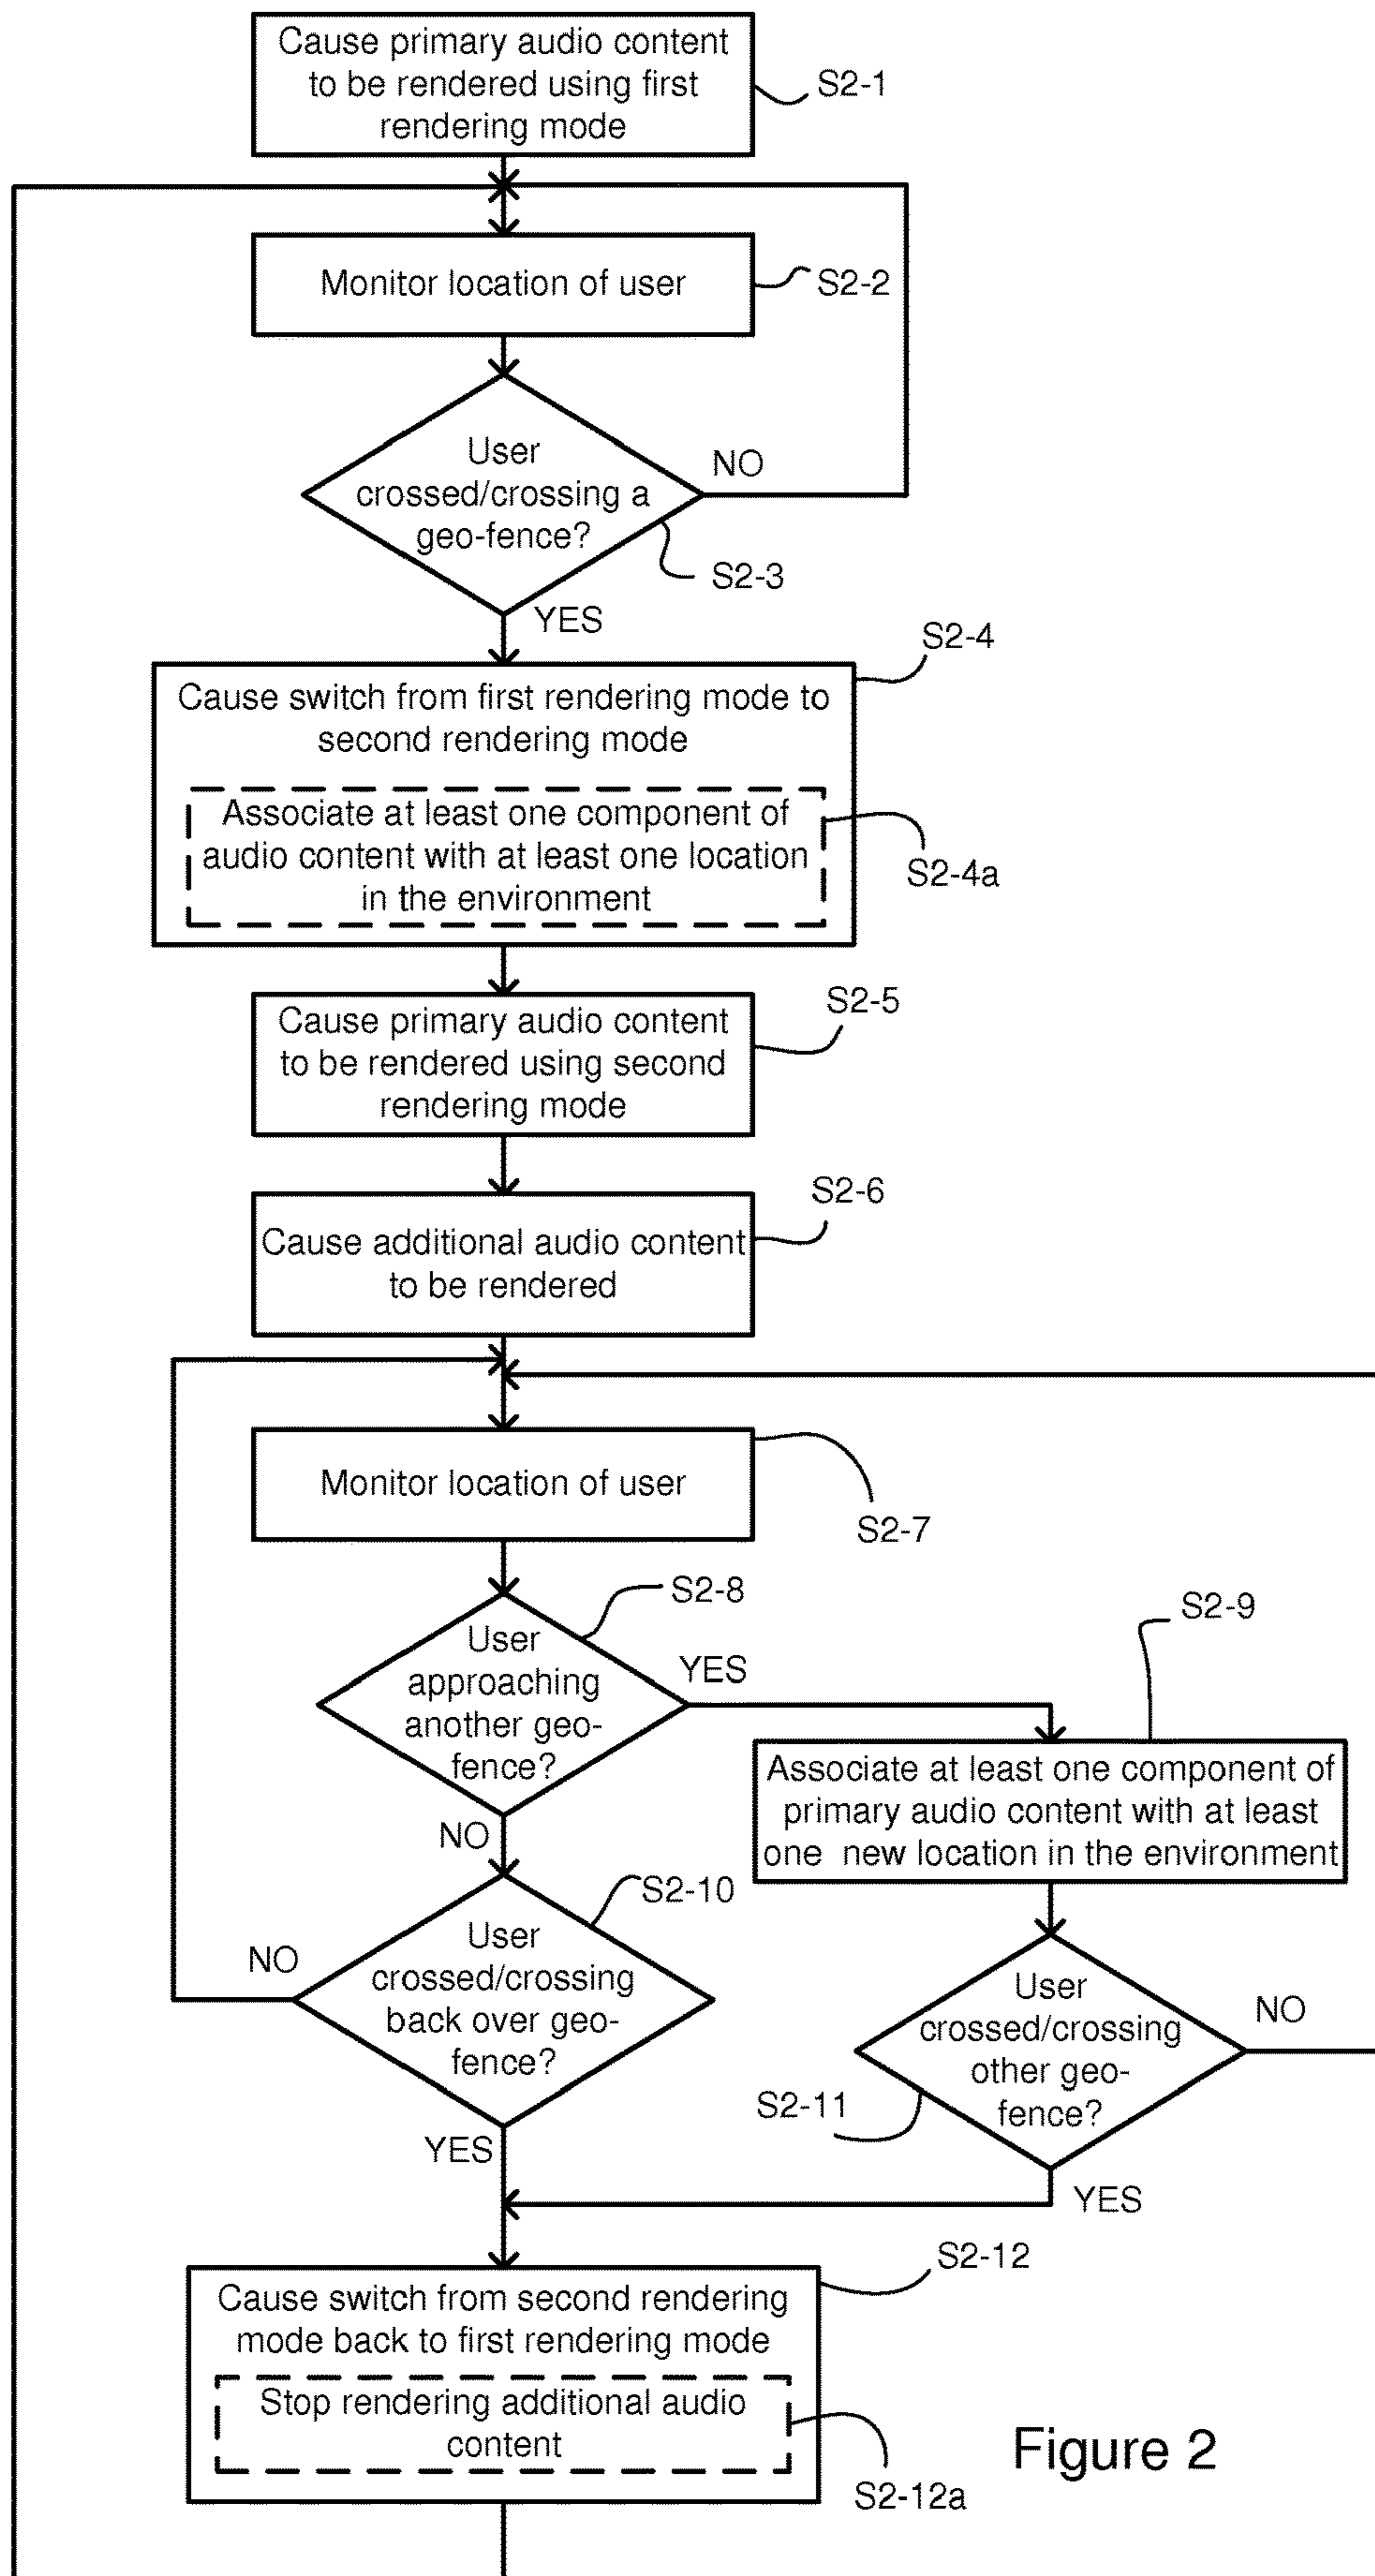 Cause primary audio content
to be rendered using first
rendering mode
S2-1
Monitor location of user
S2-2
User
crossed/crossing a
geo-fence?
NO
S2-3
YES
S2-4
Cause switch from first rendering mode to
second rendering mode
Associate at least one component of
audio content with at least one location
in the environment
S2-4a
Cause primary audio content
to be rendered using second
rendering mode
S2-5
S2-6
Cause additional audio content
to be rendered
Monitor location of user
S2-7
S2-8
User
approaching
another geo-
fence?
YES
NO
S2-9
Associate at least one component of
primary audio content with at least
one new location in the environment
S2-10
User
crossed/crossing
back over geo-
fence?
NO
YES
User
crossed/crossing
other geo-
fence?
NO
S2-11
YES
S2-12
Cause switch from second rendering
mode back to first rendering mode
Stop rendering additional audio
content
S2-12a
Figure 2